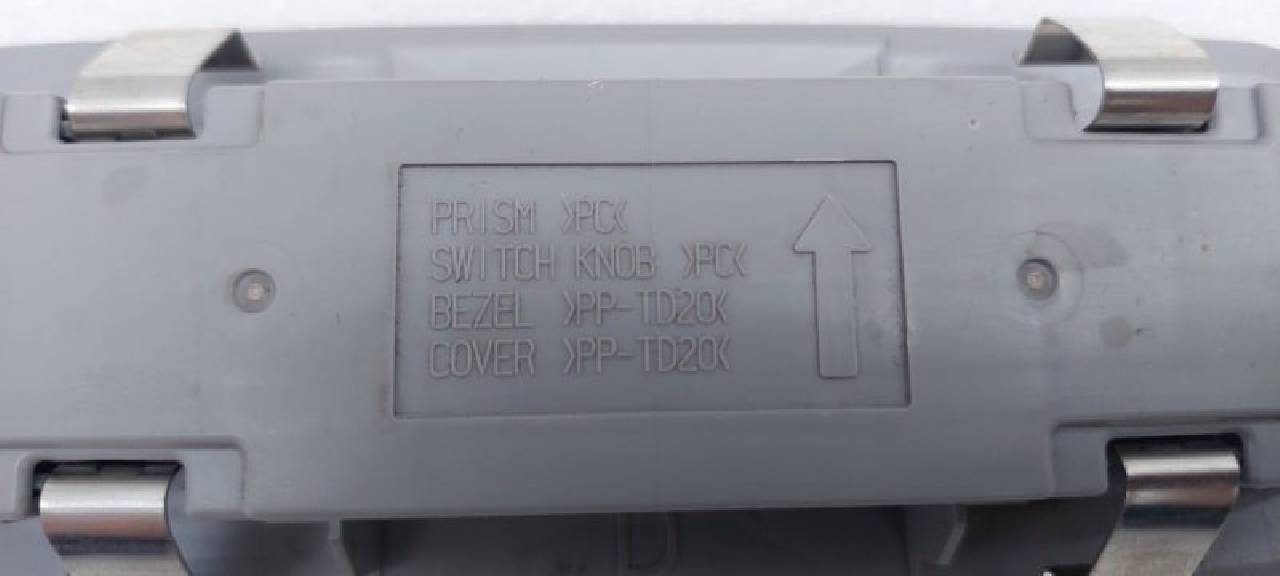 PRISM >PC<
SWITCH KNOB >PC<
BEZEL >PP-TD20<
COVER >PP-TD20<
D